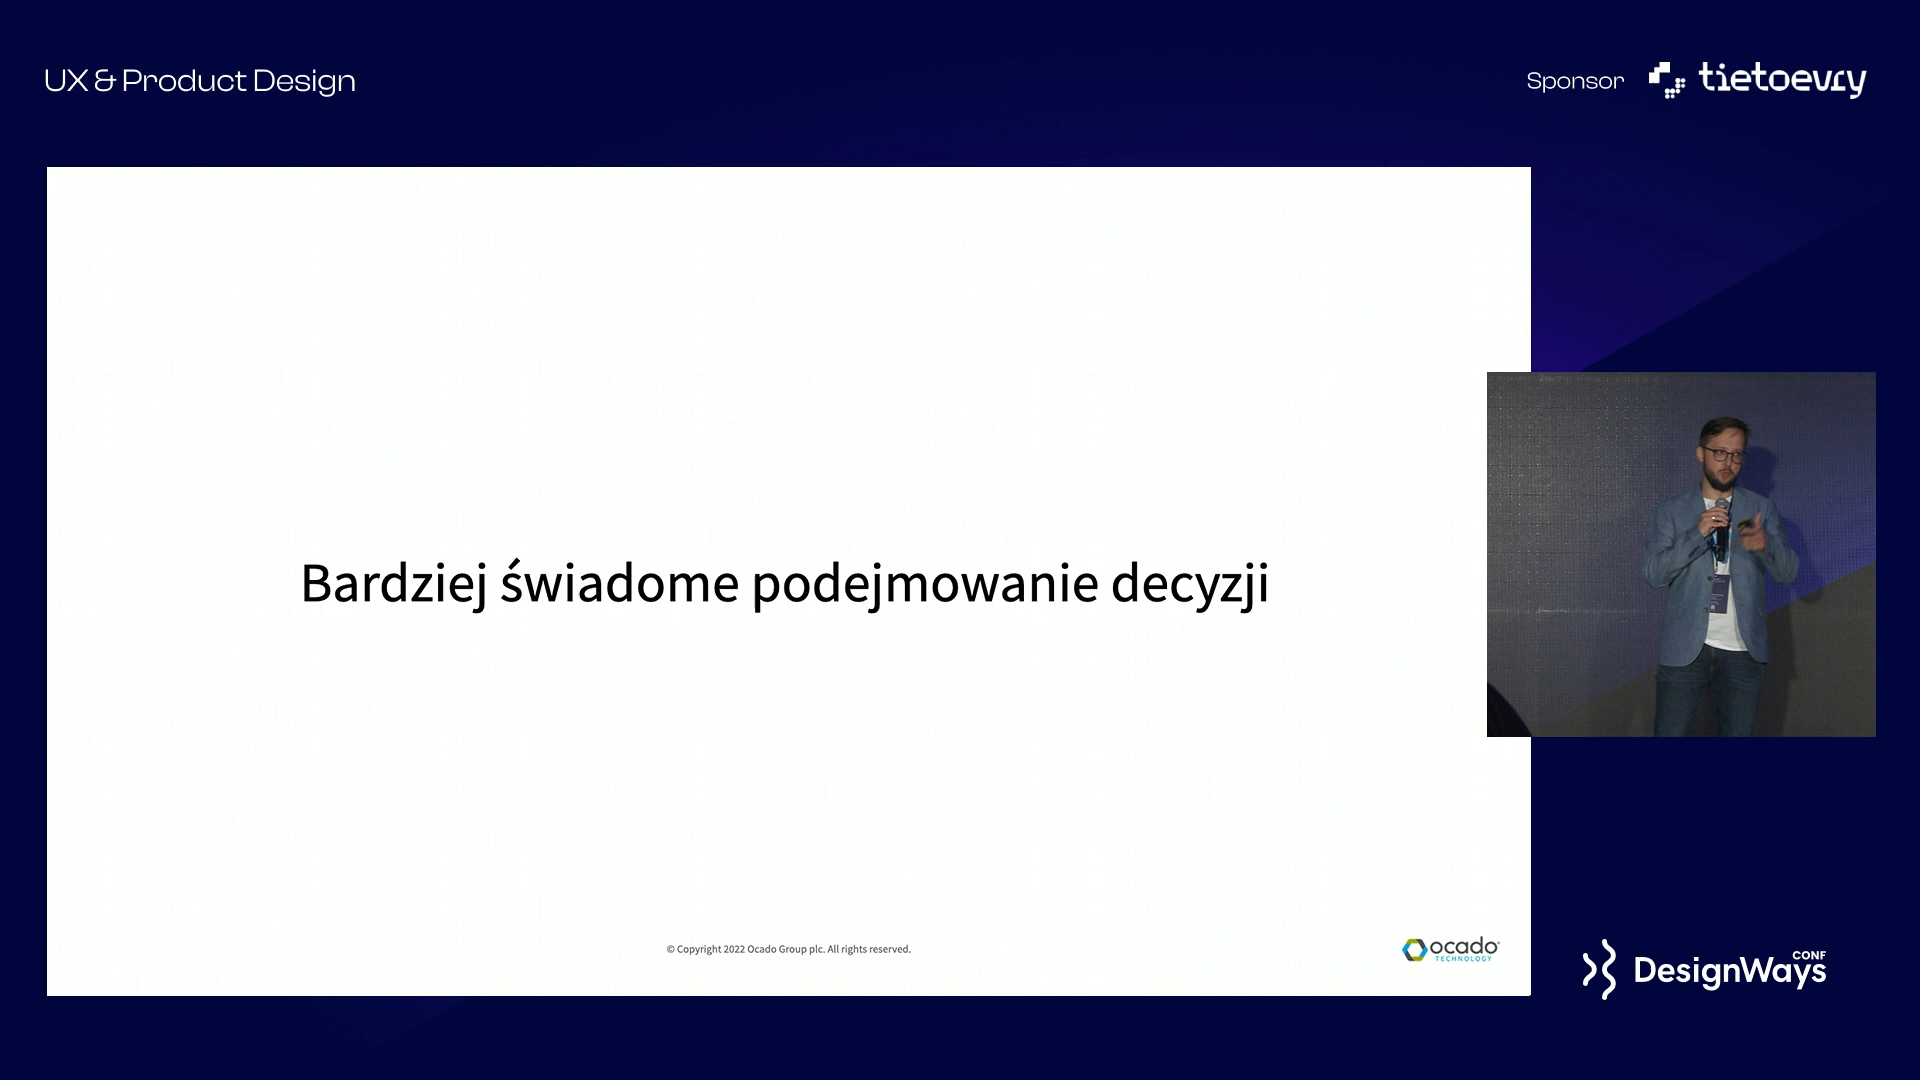 UX & Product Design
Sponsor tietoevry
Bardziej świadome podejmowanie decyzji
© Copyright 2022 Ocado Group plc. All rights reserved.
ocado
TECHNOLOGY
DesignWays CONF